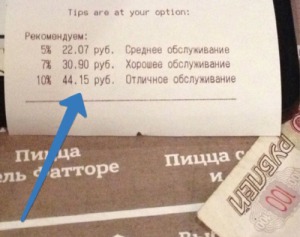 Tips are at your option:
Рекомендуем:
5% 22.07 руб. Среднее обслуживание
7% 30.90 руб. Хорошее обслуживание
10% 44.15 руб. Отличное обслуживание
Пицца
Пицца с
ль фатторе
и
РУБЛЕЙ